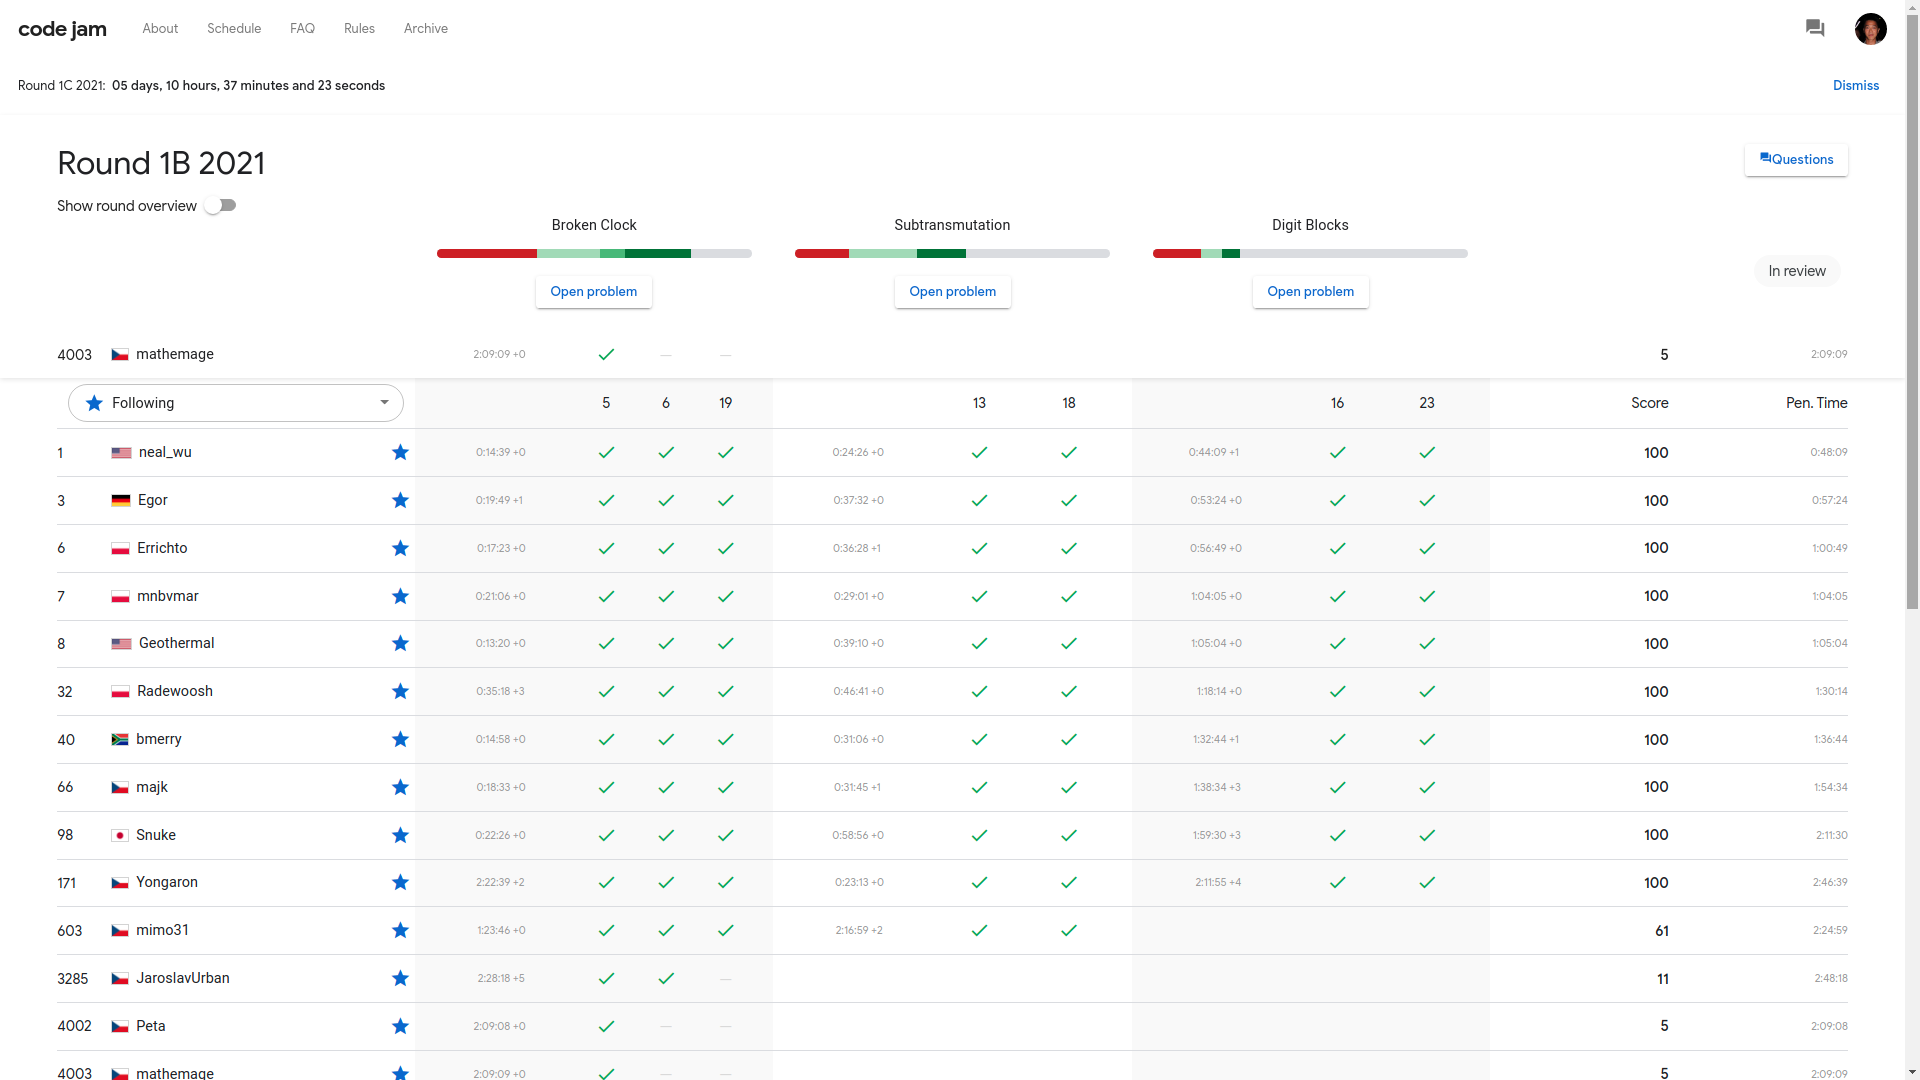 code jam About Schedule FAQ Rules Archive
Round 1C 2021: 05 days, 10 hours, 37 minutes and 23 seconds Dismiss
Round 1B 2021
Questions
Show round overview
Broken Clock Subtransmutation Digit Blocks
In review
Open problem Open problem Open problem
4003 mathemage 2:09:09 +0 — — 5 2:09:09
Following 5 6 19 13 18 16 23 Score Pen. Time
1 neal_wu 0:14:39 +0 0:24:26 +0 0:44:09 +1 100 0:48:09
3 Egor 0:19:49 +1 0:37:32 +0 0:53:24 +0 100 0:57:24
6 Errichto 0:17:23 +0 0:36:28 +1 0:56:49 +0 100 1:00:49
7 mnbvmar 0:21:06 +0 0:29:01 +0 1:04:05 +0 100 1:04:05
8 Geothermal 0:13:20 +0 0:39:10 +0 1:05:04 +0 100 1:05:04
32 Radewoosh 0:35:18 +3 0:46:41 +0 1:18:14 +0 100 1:30:14
40 bmerry 0:14:58 +0 0:31:06 +0 1:32:44 +1 100 1:36:44
66 majk 0:18:33 +0 0:31:45 +1 1:38:34 +3 100 1:54:34
98 Snuke 0:22:26 +0 0:58:56 +0 1:59:30 +3 100 2:11:30
171 Yongaron 2:22:39 +2 0:23:13 +0 2:11:55 +4 100 2:46:39
603 mimo31 1:23:46 +0 2:16:59 +2 61 2:24:59
3285 JaroslavUrban 2:28:18 +5 — 11 2:48:18
4002 Peta 2:09:08 +0 — — 5 2:09:08
4003 mathemage 2:09:09 +0 — — 5 2:09:09